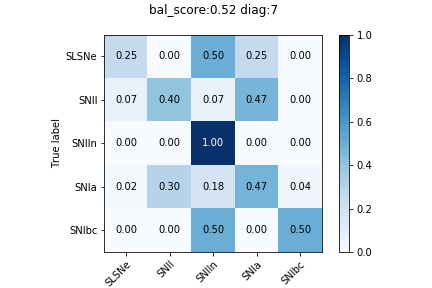 bal_score:0.52 diag:7
SLSNe 0.25 0.00 0.50 0.25 0.00
SNII 0.07 0.40 0.07 0.47 0.00
SNIIn 0.00 0.00 1.00 0.00 0.00
SNIa 0.02 0.30 0.18 0.47 0.04
SNIbc 0.00 0.00 0.50 0.00 0.50
True label
SLSNe SNII SNIIn SNIa SNIbc
1.0
0.8
0.6
0.4
0.2
0.0